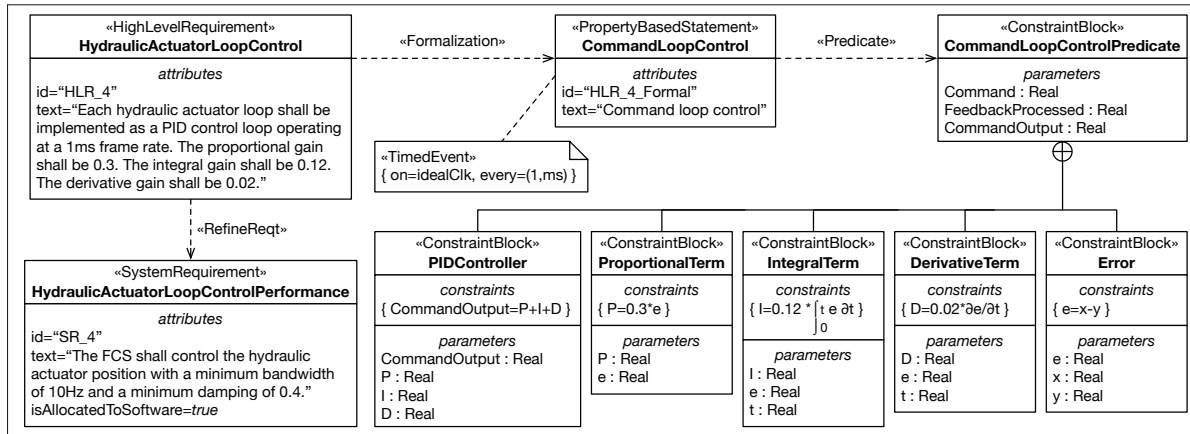 «HighLevelRequirement»
HydraulicActuatorLoopControl
attributes
id=“HLR_4”
text=“Each hydraulic actuator loop shall be
implemented as a PID control loop operating
at a 1ms frame rate. The proportional gain
shall be 0.3. The integral gain shall be 0.12.
The derivative gain shall be 0.02.”
«Formalization»
«PropertyBasedStatement»
CommandLoopControl
attributes
id=“HLR_4_Formal”
text=“Command loop control”
«Predicate»
«ConstraintBlock»
CommandLoopControlPredicate
parameters
Command : Real
FeedbackProcessed : Real
CommandOutput : Real
«TimedEvent»
{ on=idealClk, every=(1,ms) }
«RefineReqt»
«SystemRequirement»
HydraulicActuatorLoopControlPerformance
attributes
id=“SR_4”
text=“The FCS shall control the hydraulic
actuator position with a minimum bandwidth
of 10Hz and a minimum damping of 0.4.”
isAllocatedToSoftware=true
«ConstraintBlock»
PIDController
constraints
{ CommandOutput=P+I+D }
parameters
CommandOutput : Real
P : Real
I : Real
D : Real
«ConstraintBlock»
ProportionalTerm
constraints
{ P=0.3*e }
parameters
P : Real
e : Real
«ConstraintBlock»
IntegralTerm
constraints
{ I=0.12 * ⌠ t e ∂t }
⌡ 0
parameters
I : Real
e : Real
t : Real
«ConstraintBlock»
DerivativeTerm
constraints
{ D=0.02*∂e/∂t }
parameters
D : Real
e : Real
t : Real
«ConstraintBlock»
Error
constraints
{ e=x-y }
parameters
e : Real
x : Real
y : Real